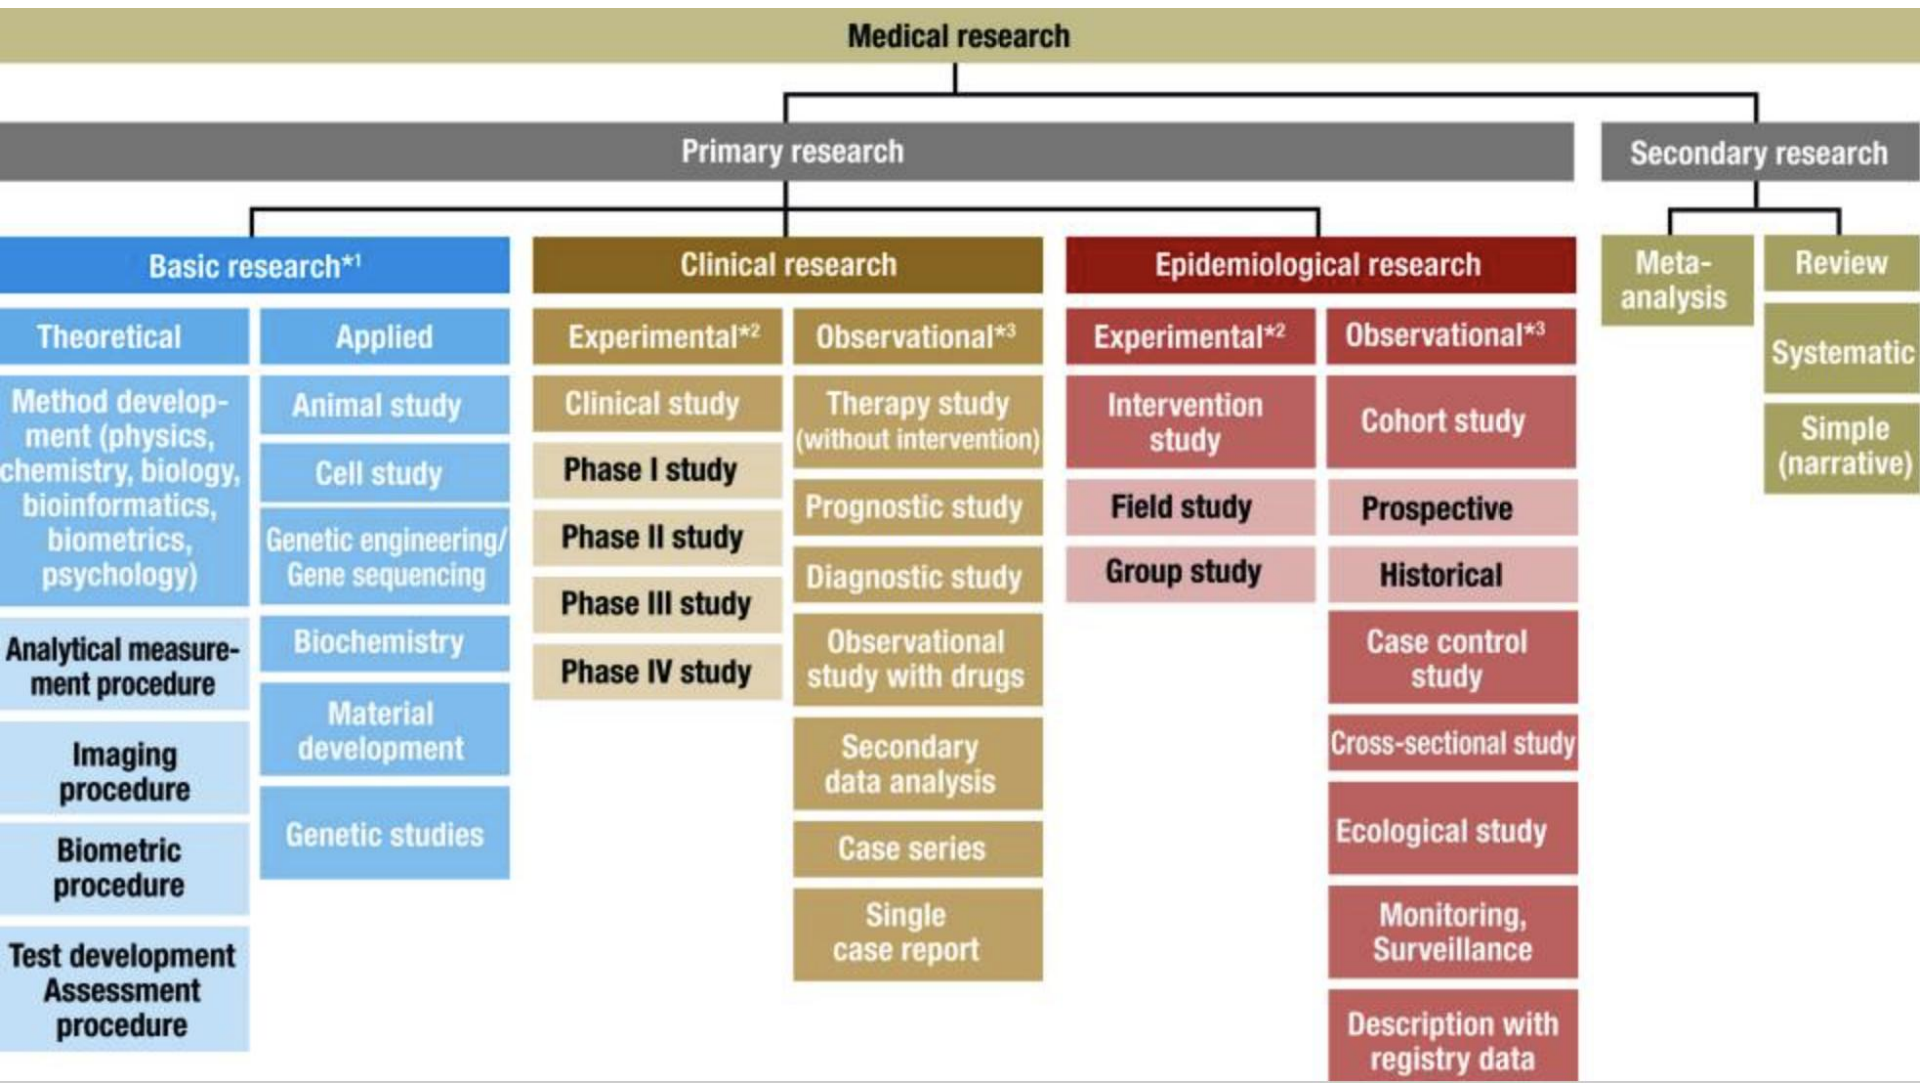 Medical research
Primary research
Secondary research
Basic research*1
Theoretical
Method develop-
ment (physics,
chemistry, biology,
bioinformatics,
biometrics,
psychology)
Analytical measure-
ment procedure
Imaging
procedure
Biometric
procedure
Test development
Assessment
procedure
Applied
Animal study
Cell study
Genetic engineering/
Gene sequencing
Biochemistry
Material
development
Genetic studies
Clinical research
Experimental*2
Clinical study
Phase I study
Phase II study
Phase III study
Phase IV study
Observational*3
Therapy study
(without intervention)
Prognostic study
Diagnostic study
Observational
study with drugs
Secondary
data analysis
Case series
Single
case report
Epidemiological research
Experimental*2
Intervention
study
Field study
Group study
Observational*3
Cohort study
Prospective
Historical
Case control
study
Cross-sectional study
Ecological study
Monitoring,
Surveillance
Description with
registry data
Meta-
analysis
Review
Systematic
Simple
(narrative)